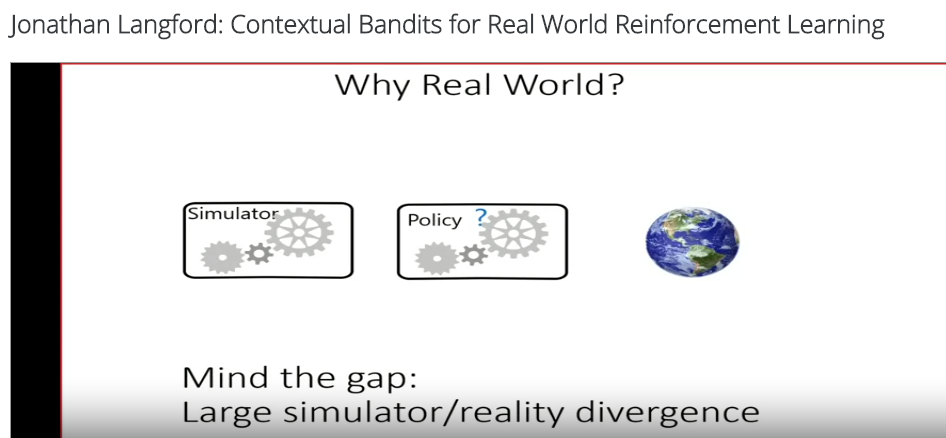 Jonathan Langford: Contextual Bandits for Real World Reinforcement Learning
Why Real World?
Simulator
Policy ?
Mind the gap:
Large simulator/reality divergence